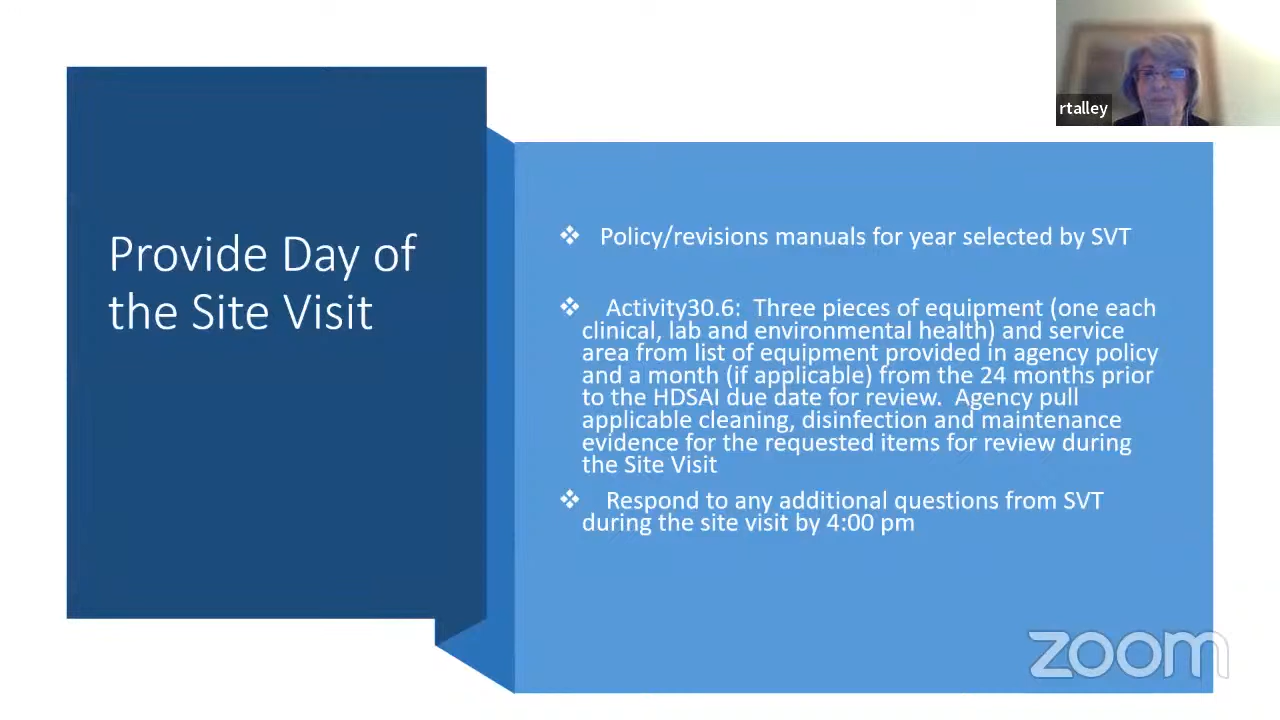 rtalley
Provide Day of
the Site Visit
❖ Policy/revisions manuals for year selected by SVT
❖ Activity30.6: Three pieces of equipment (one each
clinical, lab and environmental health) and service
area from list of equipment provided in agency policy
and a month (if applicable) from the 24 months prior
to the HDSAI due date for review. Agency pull
applicable cleaning, disinfection and maintenance
evidence for the requested items for review during
the Site Visit
❖ Respond to any additional questions from SVT
during the site visit by 4:00 pm
zoom